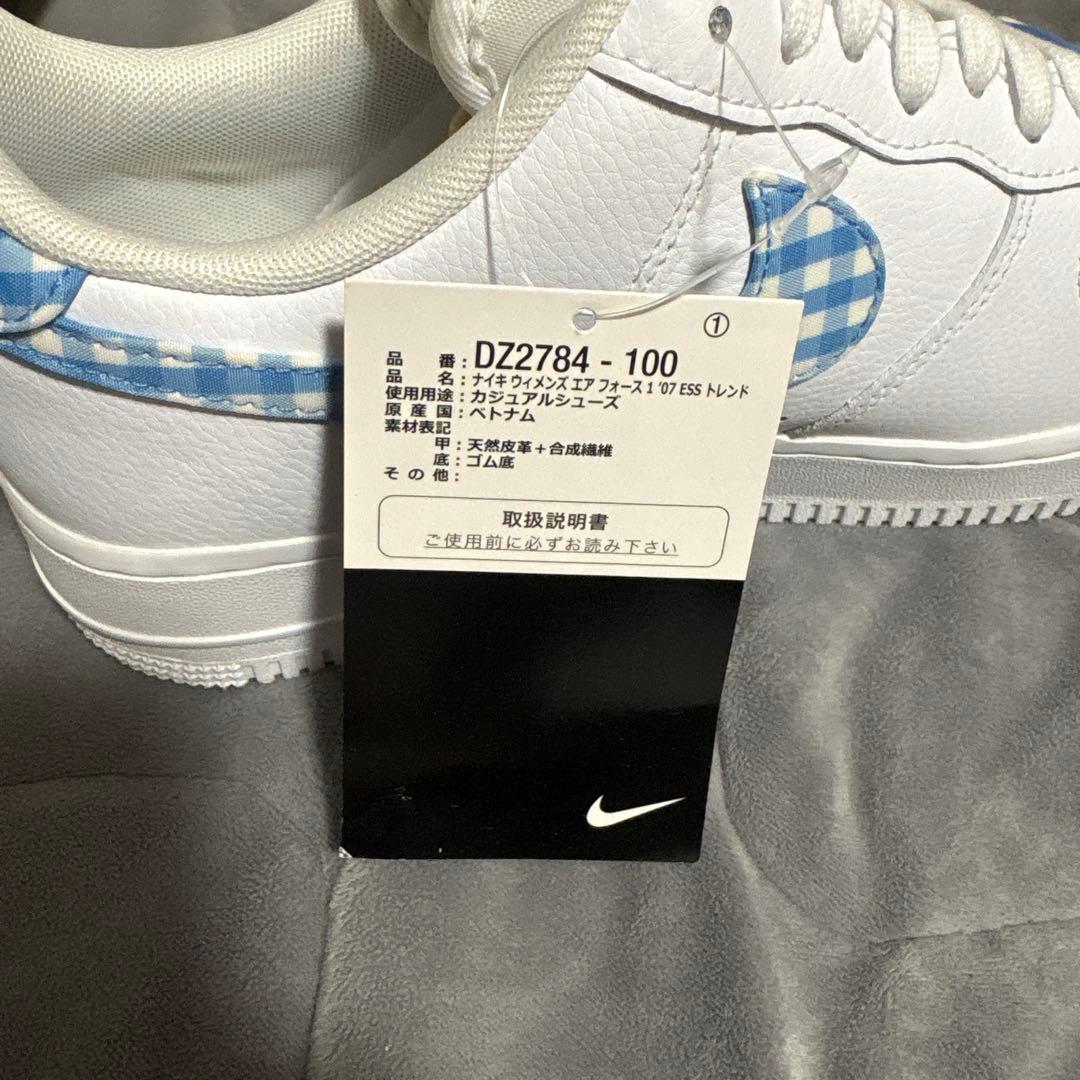 ①
品 番：DZ2784 - 100
品 名：ナイキ ウィメンズ エア フォース 1 '07 ESS トレンド
使用用途：カジュアルシューズ
原 産 国：ベトナム
素材表記
甲：天然皮革＋合成繊維
底：ゴム底
そ の 他：
取扱説明書
ご使用前に必ずお読み下さい